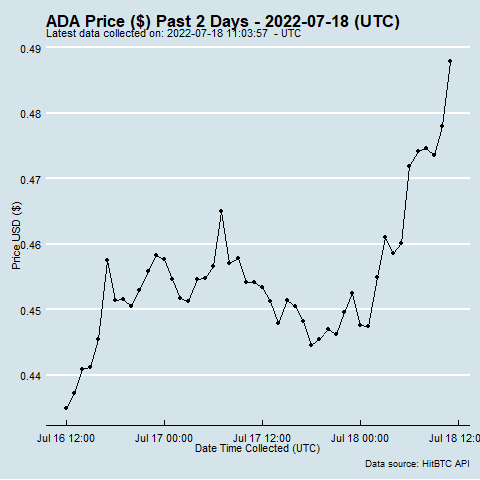 ADA Price ($) Past 2 Days - 2022-07-18 (UTC)
Latest data collected on: 2022-07-18 11:03:57  - UTC
0.49
0.48
0.47
0.46
0.45
0.44
Price USD ($)
Jul 16 12:00 Jul 17 00:00 Jul 17 12:00 Jul 18 00:00 Jul 18 12:00
Date Time Collected (UTC)
Data source: HitBTC API